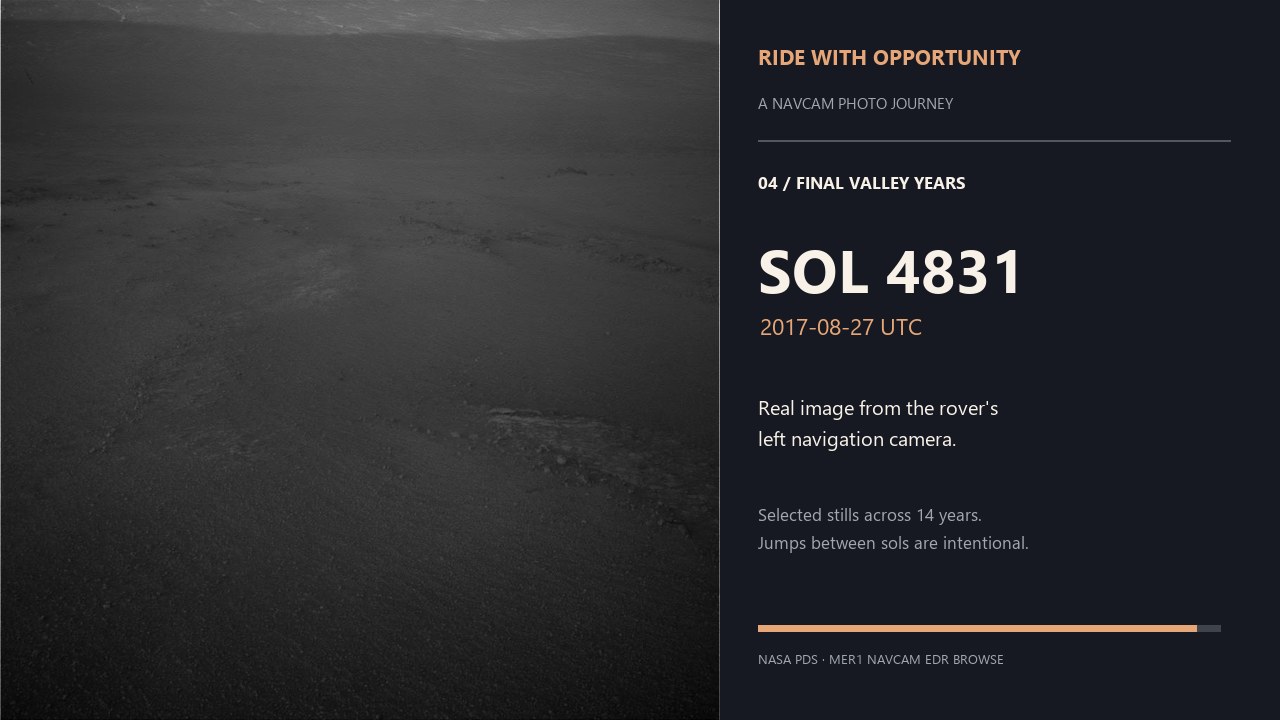 RIDE WITH OPPORTUNITY
A NAVCAM PHOTO JOURNEY
04 / FINAL VALLEY YEARS
SOL 4831
2017-08-27 UTC
Real image from the rover's
left navigation camera.
Selected stills across 14 years.
Jumps between sols are intentional.
NASA PDS · MER1 NAVCAM EDR BROWSE